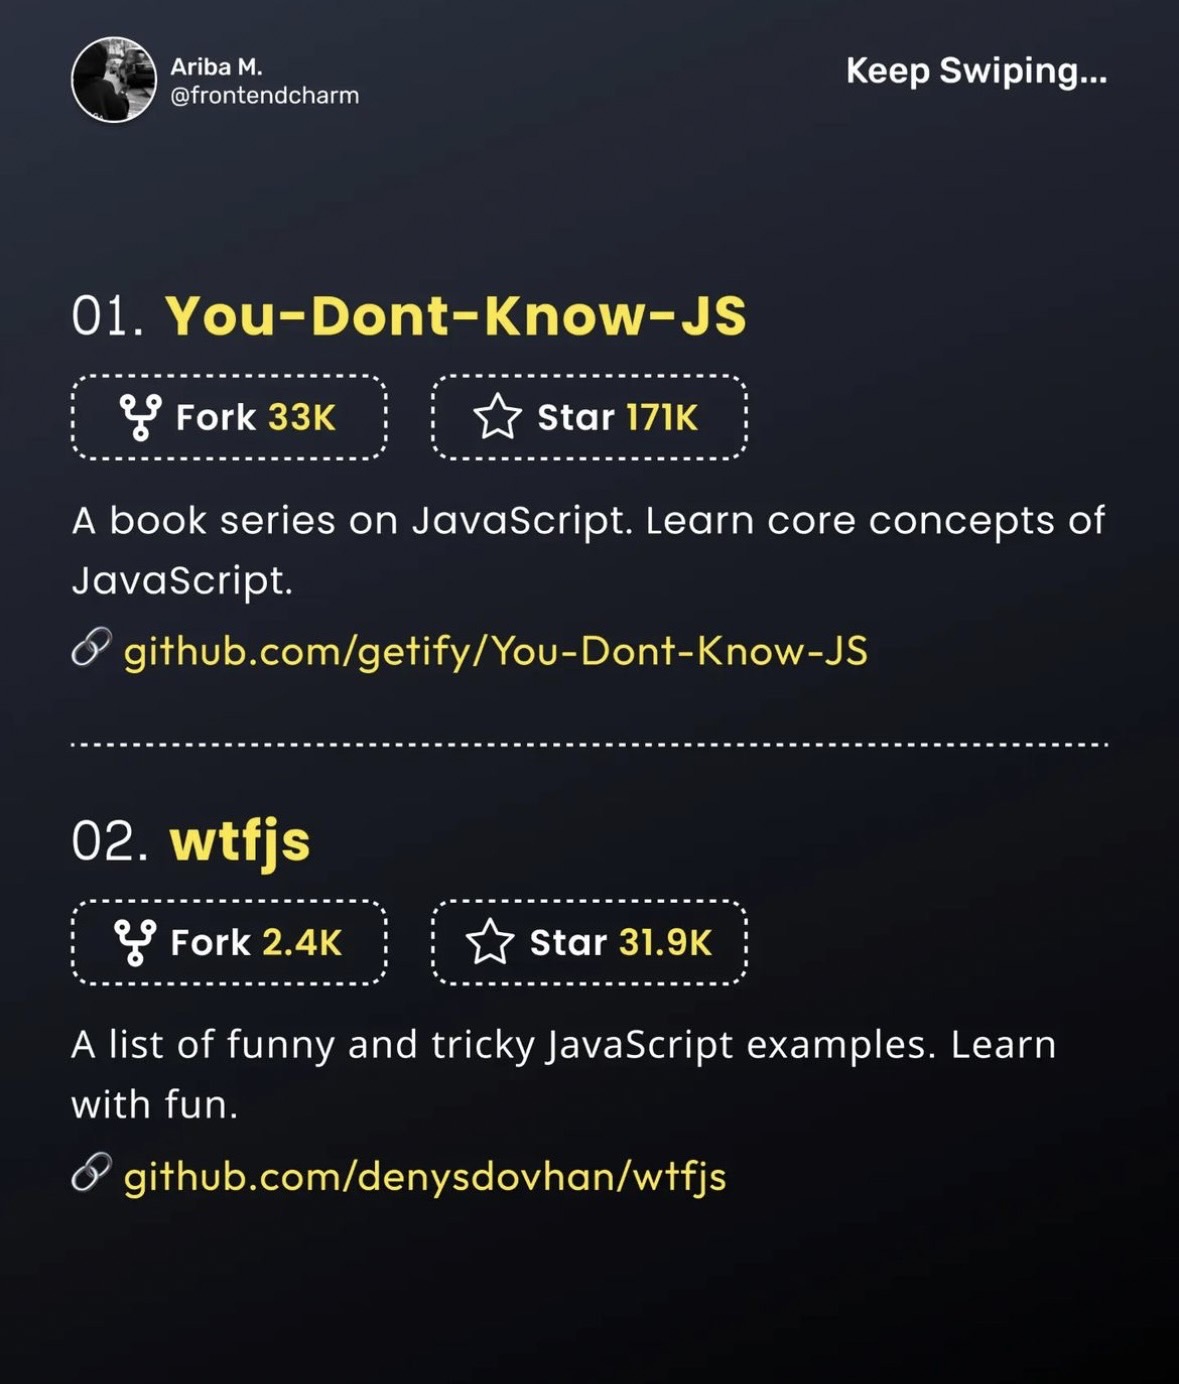 Ariba M.
@frontendcharm
Keep Swiping...
01. You-Dont-Know-JS
Fork 33K
Star 171K
A book series on JavaScript. Learn core concepts of
JavaScript.
github.com/getify/You-Dont-Know-JS
02. wtfjs
Fork 2.4K
Star 31.9K
A list of funny and tricky JavaScript examples. Learn
with fun.
github.com/denysdovhan/wtfjs